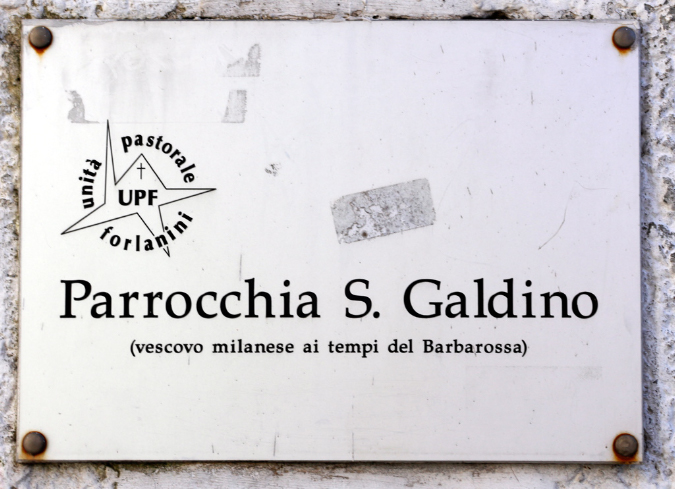 unità pastorale
UPF
forlanini
Parrocchia S. Galdino
(vescovo milanese ai tempi del Barbarossa)